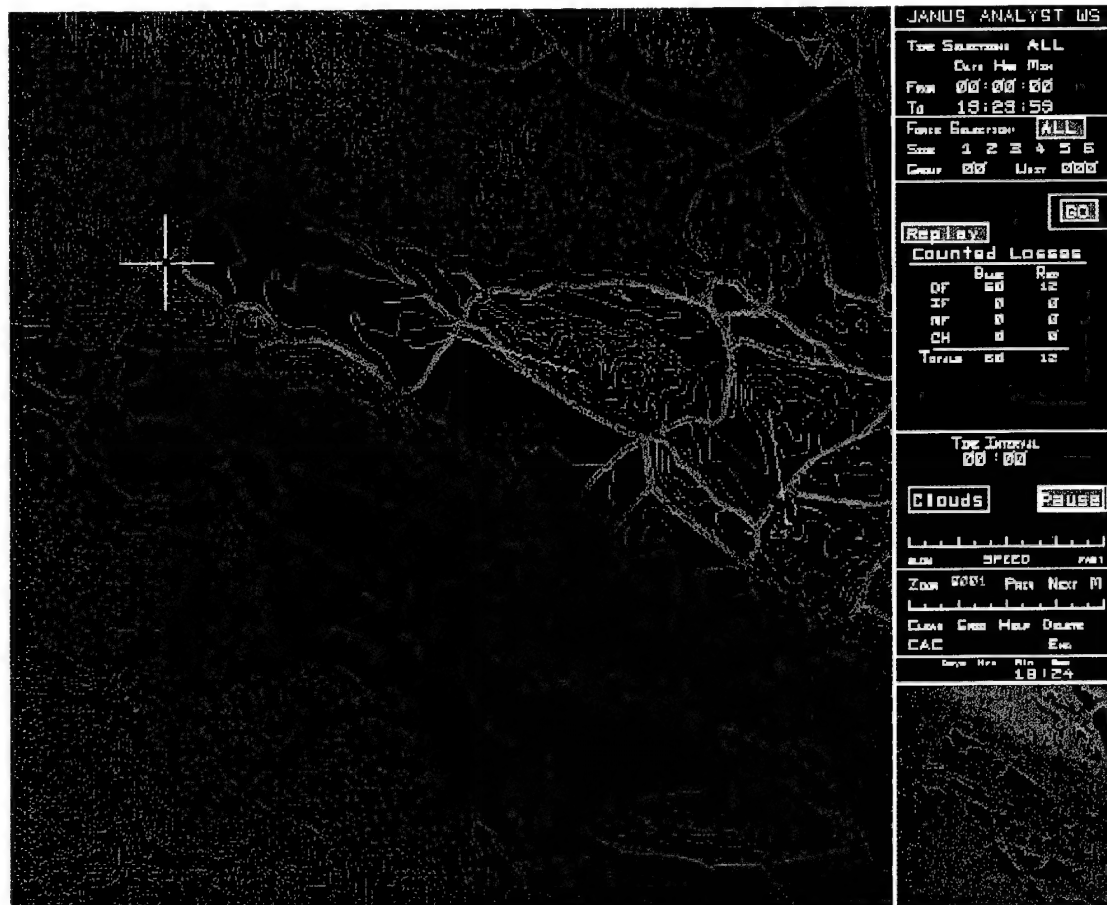 JANUS ANALYST WS
TIME SELECTIONS ALL
DAYS HRS MIN
FROM 00:00:00
TO 19:29:59
FORCE SELECTION ALL
SIDE 1 2 3 4 5 6
GROUP 00 UNIT 000
GO
Replay
Counted Losses
BLUE RED
DF 60 12
IF 0 0
MF 0 0
CH 0 0
TOTALS 60 12
TIME INTERVAL
00:00
Clouds Pause
SLOW SPEED FAST
ZOOM 0001 PREV NEXT M
CLEAR GRID HELP DELETE
CAC END
Days Hrs Min
18:24